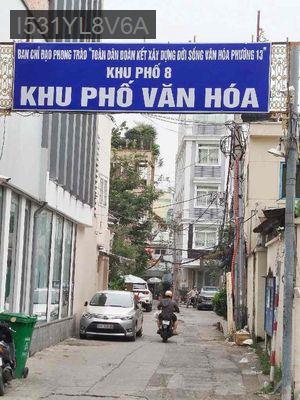 I531YL8V6A
BAN CHỈ ĐẠO PHONG TRÀO "TOÀN DÂN ĐOÀN KẾT XÂY DỰNG ĐỜI SỐNG VĂN HÓA PHƯỜNG 13"
KHU PHỐ 8
KHU PHỐ VĂN HÓA